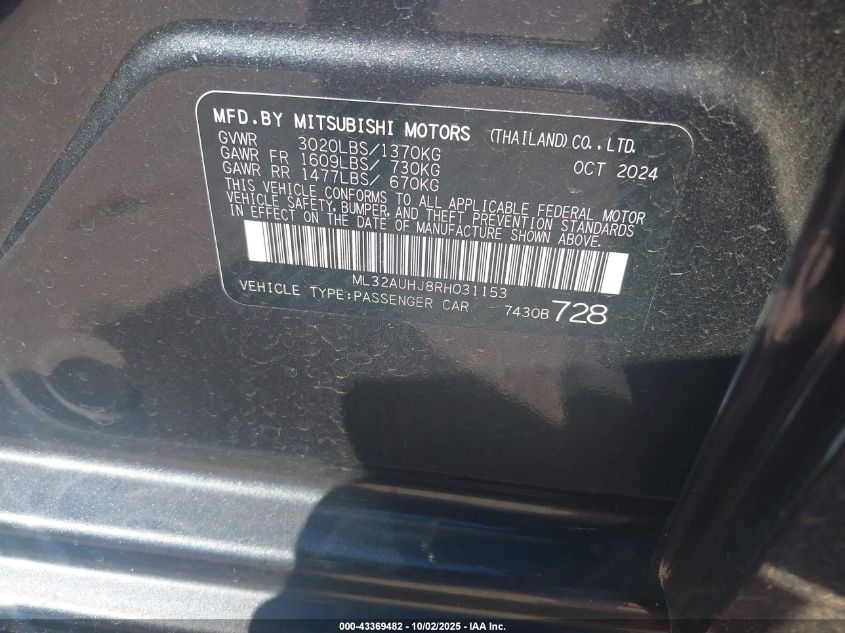 MFD.BY MITSUBISHI MOTORS (THAILAND)CO.,LTD.
GVWR 3020LBS/1370KG
GAWR FR 1609LBS/ 730KG OCT 2024
GAWR RR 1477LBS/ 670KG
THIS VEHICLE CONFORMS TO ALL APPLICABLE FEDERAL MOTOR
VEHICLE SAFETY, BUMPER, AND THEFT PREVENTION STANDARDS
IN EFFECT ON THE DATE OF MANUFACTURE SHOWN ABOVE.
ML32AUHJ8RH031153
VEHICLE TYPE:PASSENGER CAR 7430B 728
000-43369482 - 10/02/2025 - IAA Inc.